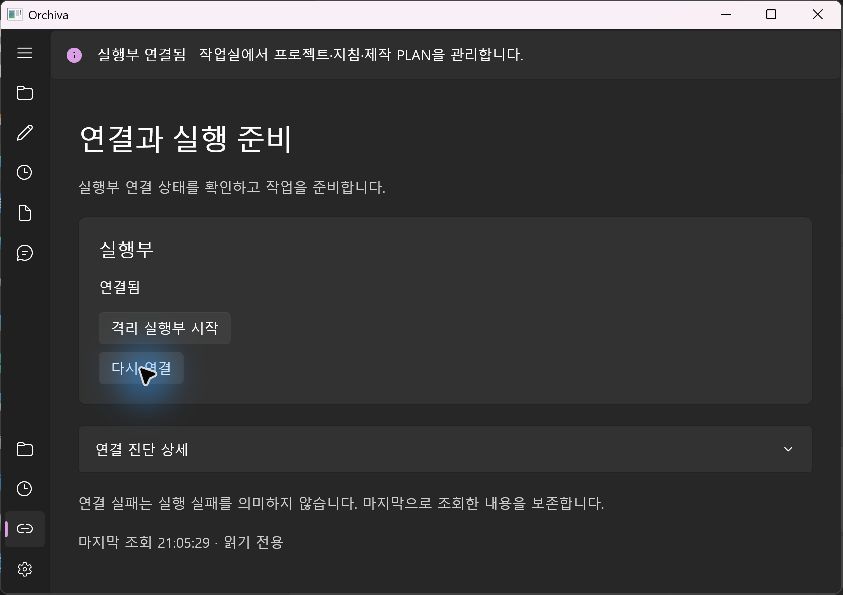 Orchiva
실행부 연결됨 작업실에서 프로젝트·지침·제작 PLAN을 관리합니다.
연결과 실행 준비
실행부 연결 상태를 확인하고 작업을 준비합니다.
실행부
연결됨
격리 실행부 시작
다시 연결
연결 진단 상세
연결 실패는 실행 실패를 의미하지 않습니다. 마지막으로 조회한 내용을 보존합니다.
마지막 조회 21:05:29 · 읽기 전용